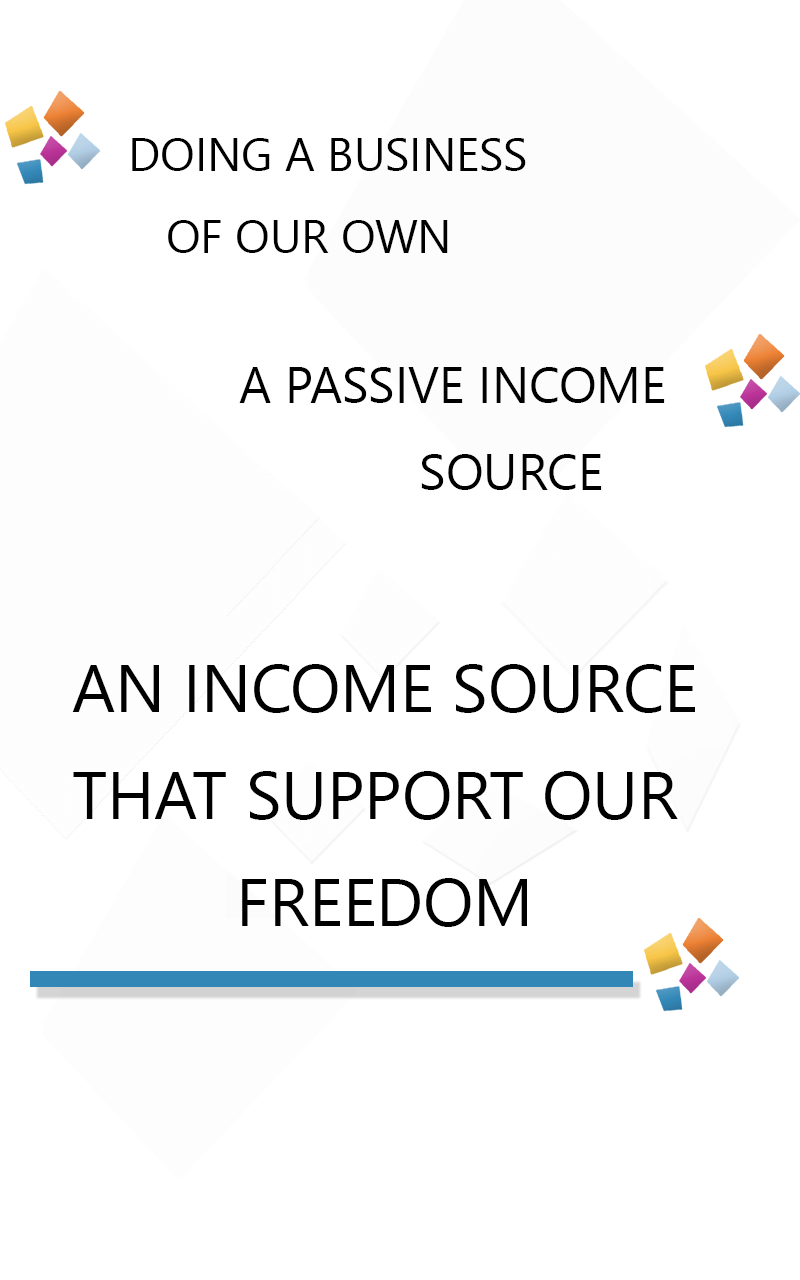 DOING A BUSINESS
OF OUR OWN
A PASSIVE INCOME
SOURCE
AN INCOME SOURCE
THAT SUPPORT OUR
FREEDOM